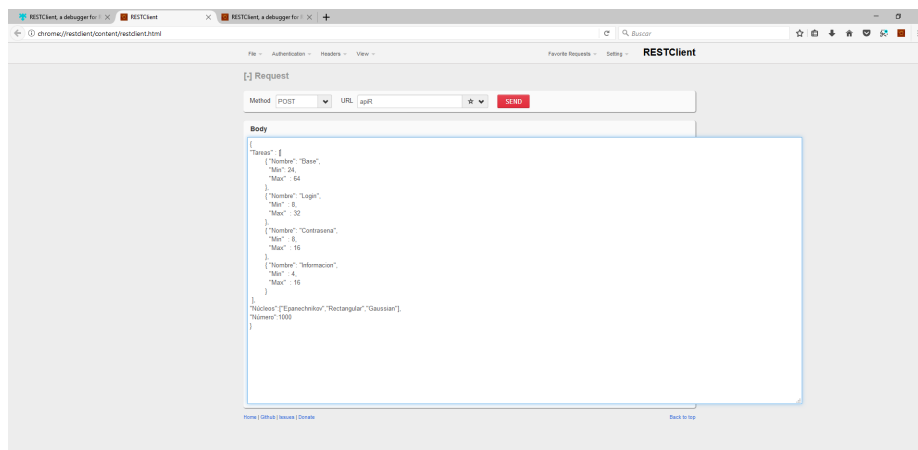 RESTClient, a debugger for
RESTClient
RESTClient, a debugger for
chrome://restclient/content/restclient.html
Buscar
File Authentication Headers View Favorite Requests Setting RESTClient
[-] Request
Method POST URL apiR SEND
Body
{
"Tareas" : [
{ "Nombre": "Base",
"Min": 24,
"Max" : 64
},
{ "Nombre": "Login",
"Min" : 8,
"Max" : 32
},
{ "Nombre": "Contrasena",
"Min" : 8,
"Max" : 16
},
{ "Nombre": "Informacion",
"Min" : 4,
"Max" : 16
}
],
"Núcleos":["Epanechnikov","Rectangular","Gaussian"],
"Número":1000
}
Home | Github | Issues | Donate Back to top